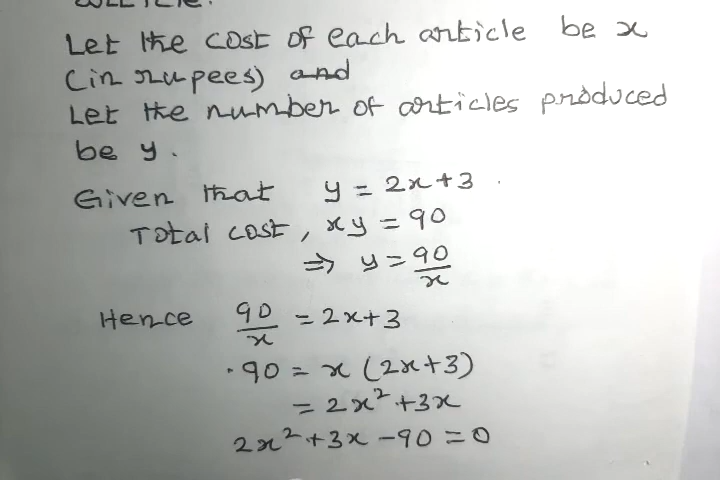 Let the cost of each article be x
(in rupees) and
Let the number of articles produced
be y.
Given that y = 2x+3.
Total cost, xy = 90
⇒ y = 90/x
Hence 90/x = 2x+3
.90 = x (2x+3)
= 2x²+3x
2x²+3x-90=0